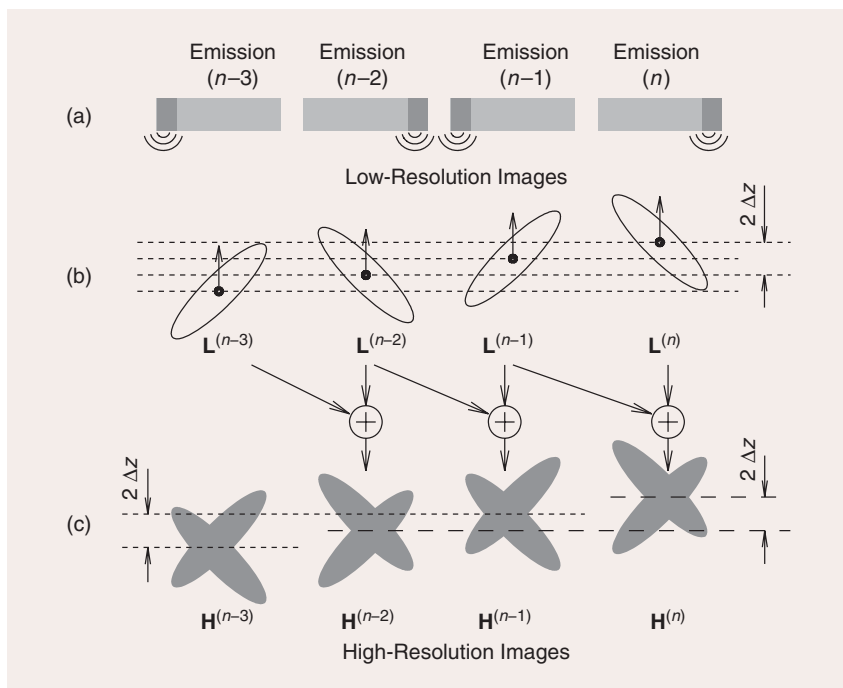 Emission Emission Emission Emission
(n–3) (n–2) (n–1) (n)
(a)
Low-Resolution Images
2 Δz
(b)
L(n–3) L(n–2) L(n–1) L(n)
+ + +
2 Δz 2 Δz
(c)
H(n–3) H(n–2) H(n–1) H(n)
High-Resolution Images